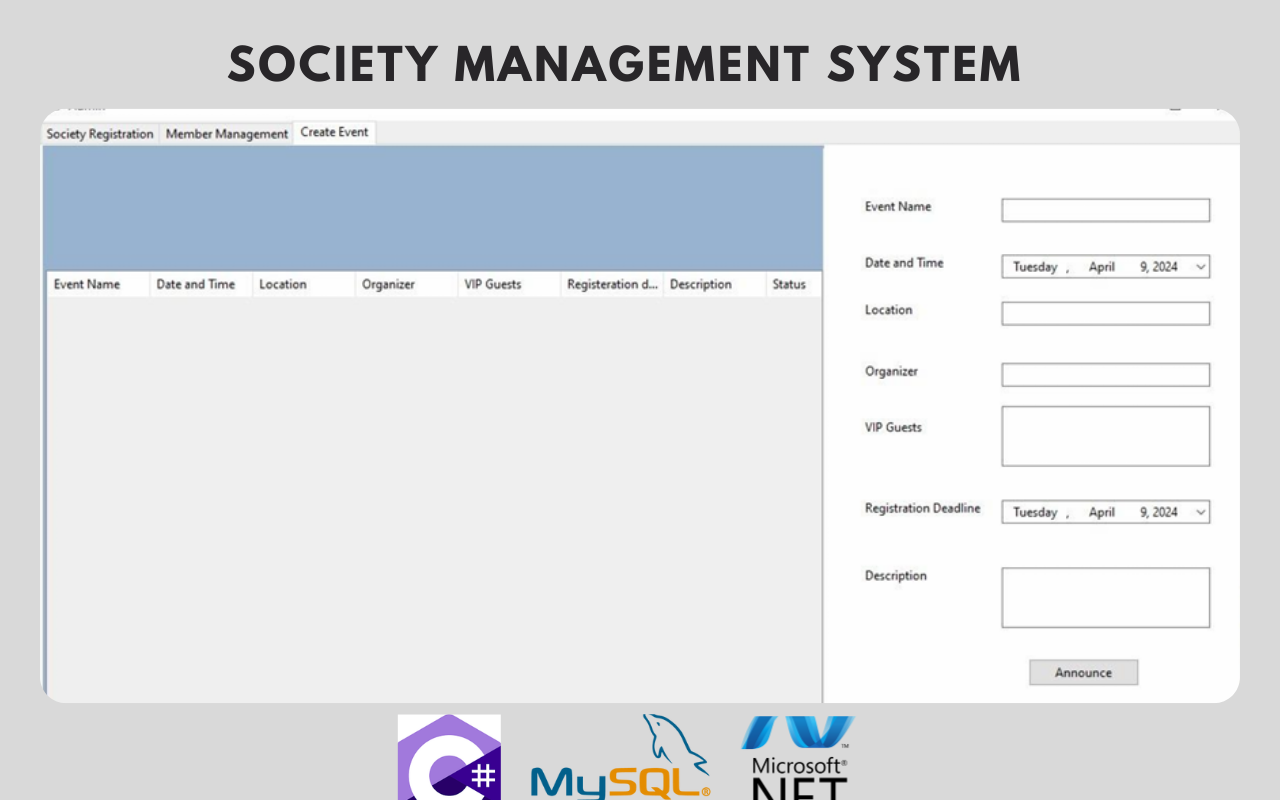 SOCIETY MANAGEMENT SYSTEM
Society Registration Member Management Create Event
Event Name Date and Time Location Organizer VIP Guests Registeration d... Description Status
Event Name
Date and Time Tuesday , April 9, 2024
Location
Organizer
VIP Guests
Registration Deadline Tuesday , April 9, 2024
Description
Announce
C#
MySQL®
™
Microsoft®
.NET